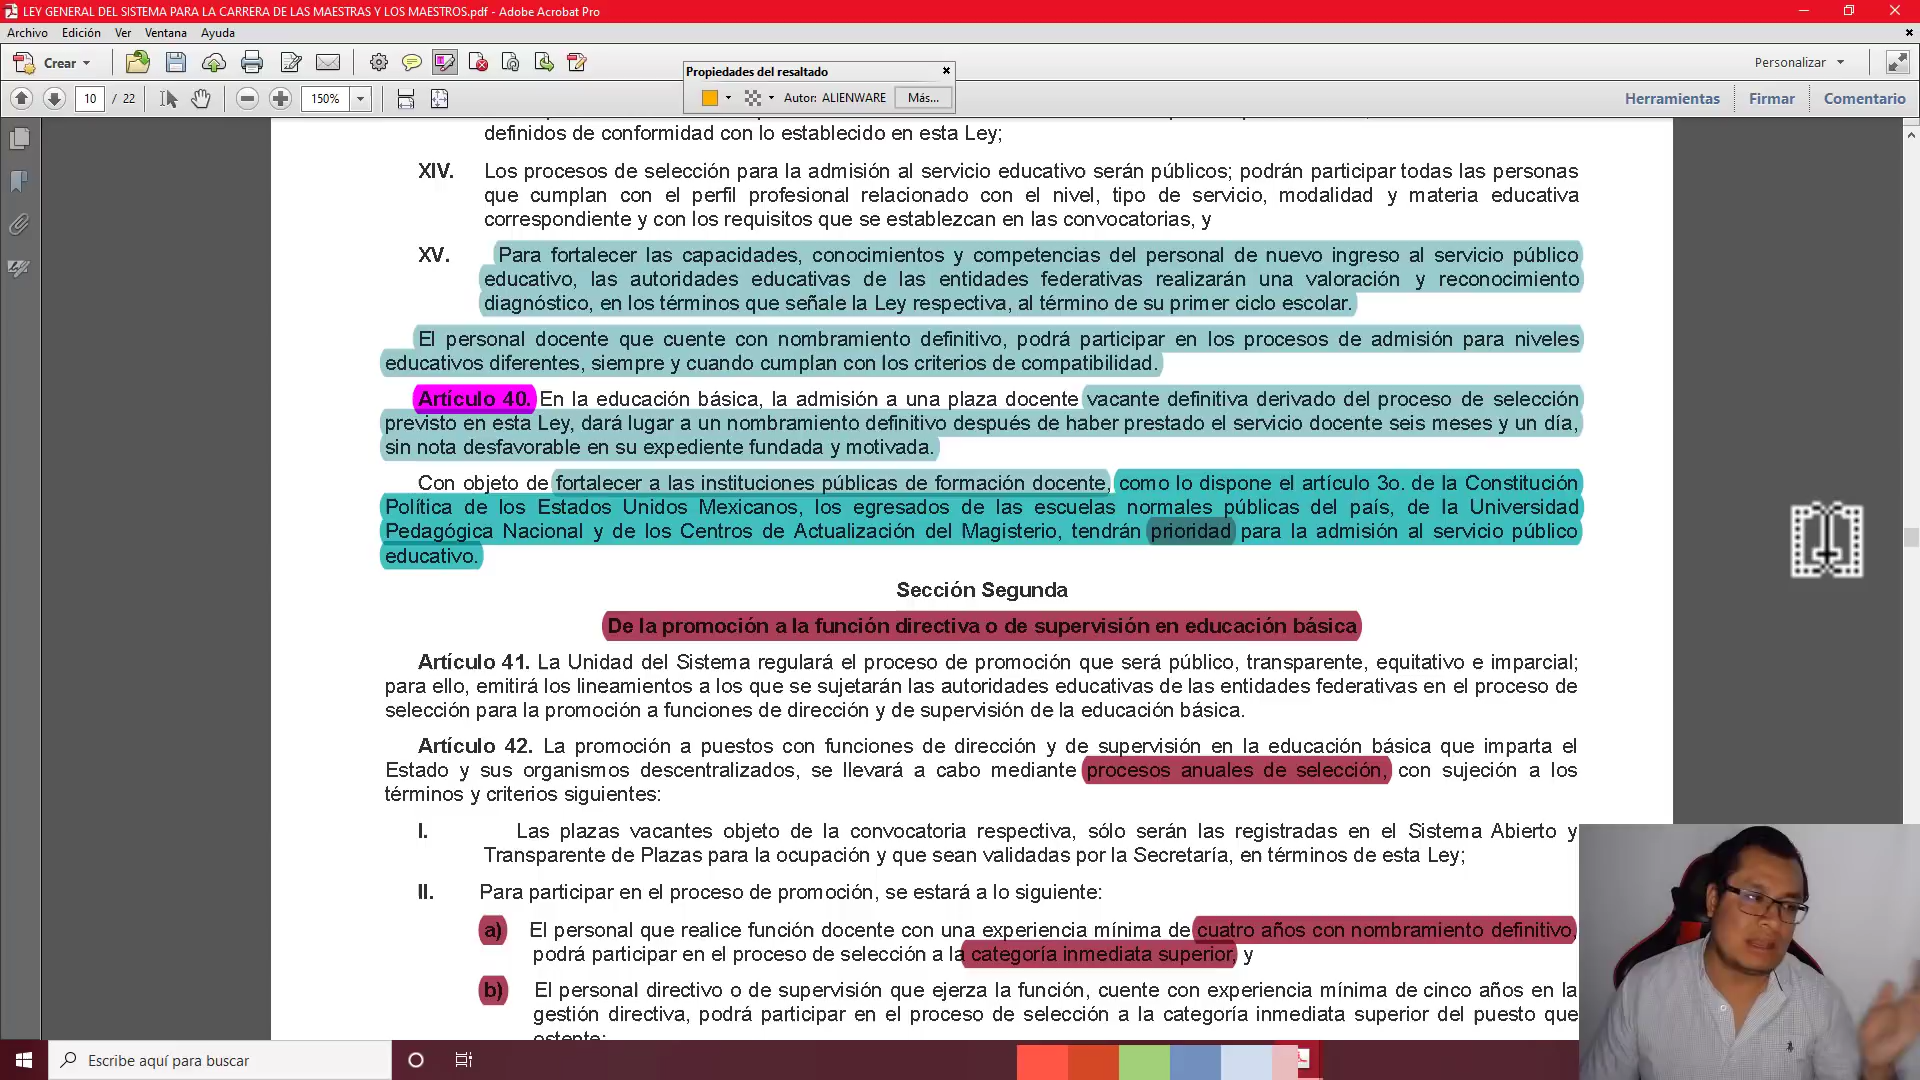 LEY GENERAL DEL SISTEMA PARA LA CARRERA DE LAS MAESTRAS Y LOS MAESTROS.pdf - Adobe Acrobat Pro
Archivo Edición Ver Ventana Ayuda
Crear
Personalizar
Propiedades del resaltado
Autor: ALIENWARE Más...
10 / 22 150%
Herramientas Firmar Comentario
definidos de conformidad con lo establecido en esta Ley;
XIV. Los procesos de selección para la admisión al servicio educativo serán públicos; podrán participar todas las personas
que cumplan con el perfil profesional relacionado con el nivel, tipo de servicio, modalidad y materia educativa
correspondiente y con los requisitos que se establezcan en las convocatorias, y
XV. Para fortalecer las capacidades, conocimientos y competencias del personal de nuevo ingreso al servicio público
educativo, las autoridades educativas de las entidades federativas realizarán una valoración y reconocimiento
diagnóstico, en los términos que señale la Ley respectiva, al término de su primer ciclo escolar.
El personal docente que cuente con nombramiento definitivo, podrá participar en los procesos de admisión para niveles
educativos diferentes, siempre y cuando cumplan con los criterios de compatibilidad.
Artículo 40. En la educación básica, la admisión a una plaza docente vacante definitiva derivado del proceso de selección
previsto en esta Ley, dará lugar a un nombramiento definitivo después de haber prestado el servicio docente seis meses y un día,
sin nota desfavorable en su expediente fundada y motivada.
Con objeto de fortalecer a las instituciones públicas de formación docente, como lo dispone el artículo 3o. de la Constitución
Política de los Estados Unidos Mexicanos, los egresados de las escuelas normales públicas del país, de la Universidad
Pedagógica Nacional y de los Centros de Actualización del Magisterio, tendrán prioridad para la admisión al servicio público
educativo.
Sección Segunda
De la promoción a la función directiva o de supervisión en educación básica
Artículo 41. La Unidad del Sistema regulará el proceso de promoción que será público, transparente, equitativo e imparcial;
para ello, emitirá los lineamientos a los que se sujetarán las autoridades educativas de las entidades federativas en el proceso de
selección para la promoción a funciones de dirección y de supervisión de la educación básica.
Artículo 42. La promoción a puestos con funciones de dirección y de supervisión en la educación básica que imparta el
Estado y sus organismos descentralizados, se llevará a cabo mediante procesos anuales de selección, con sujeción a los
términos y criterios siguientes:
I. Las plazas vacantes objeto de la convocatoria respectiva, sólo serán las registradas en el Sistema Abierto y
Transparente de Plazas para la ocupación y que sean validadas por la Secretaría, en términos de esta Ley;
II. Para participar en el proceso de promoción, se estará a lo siguiente:
a) El personal que realice función docente con una experiencia mínima de cuatro años con nombramiento definitivo,
podrá participar en el proceso de selección a la categoría inmediata superior, y
b) El personal directivo o de supervisión que ejerza la función, cuente con experiencia mínima de cinco años en la
gestión directiva, podrá participar en el proceso de selección a la categoría inmediata superior del puesto que
ostente;
Escribe aquí para buscar